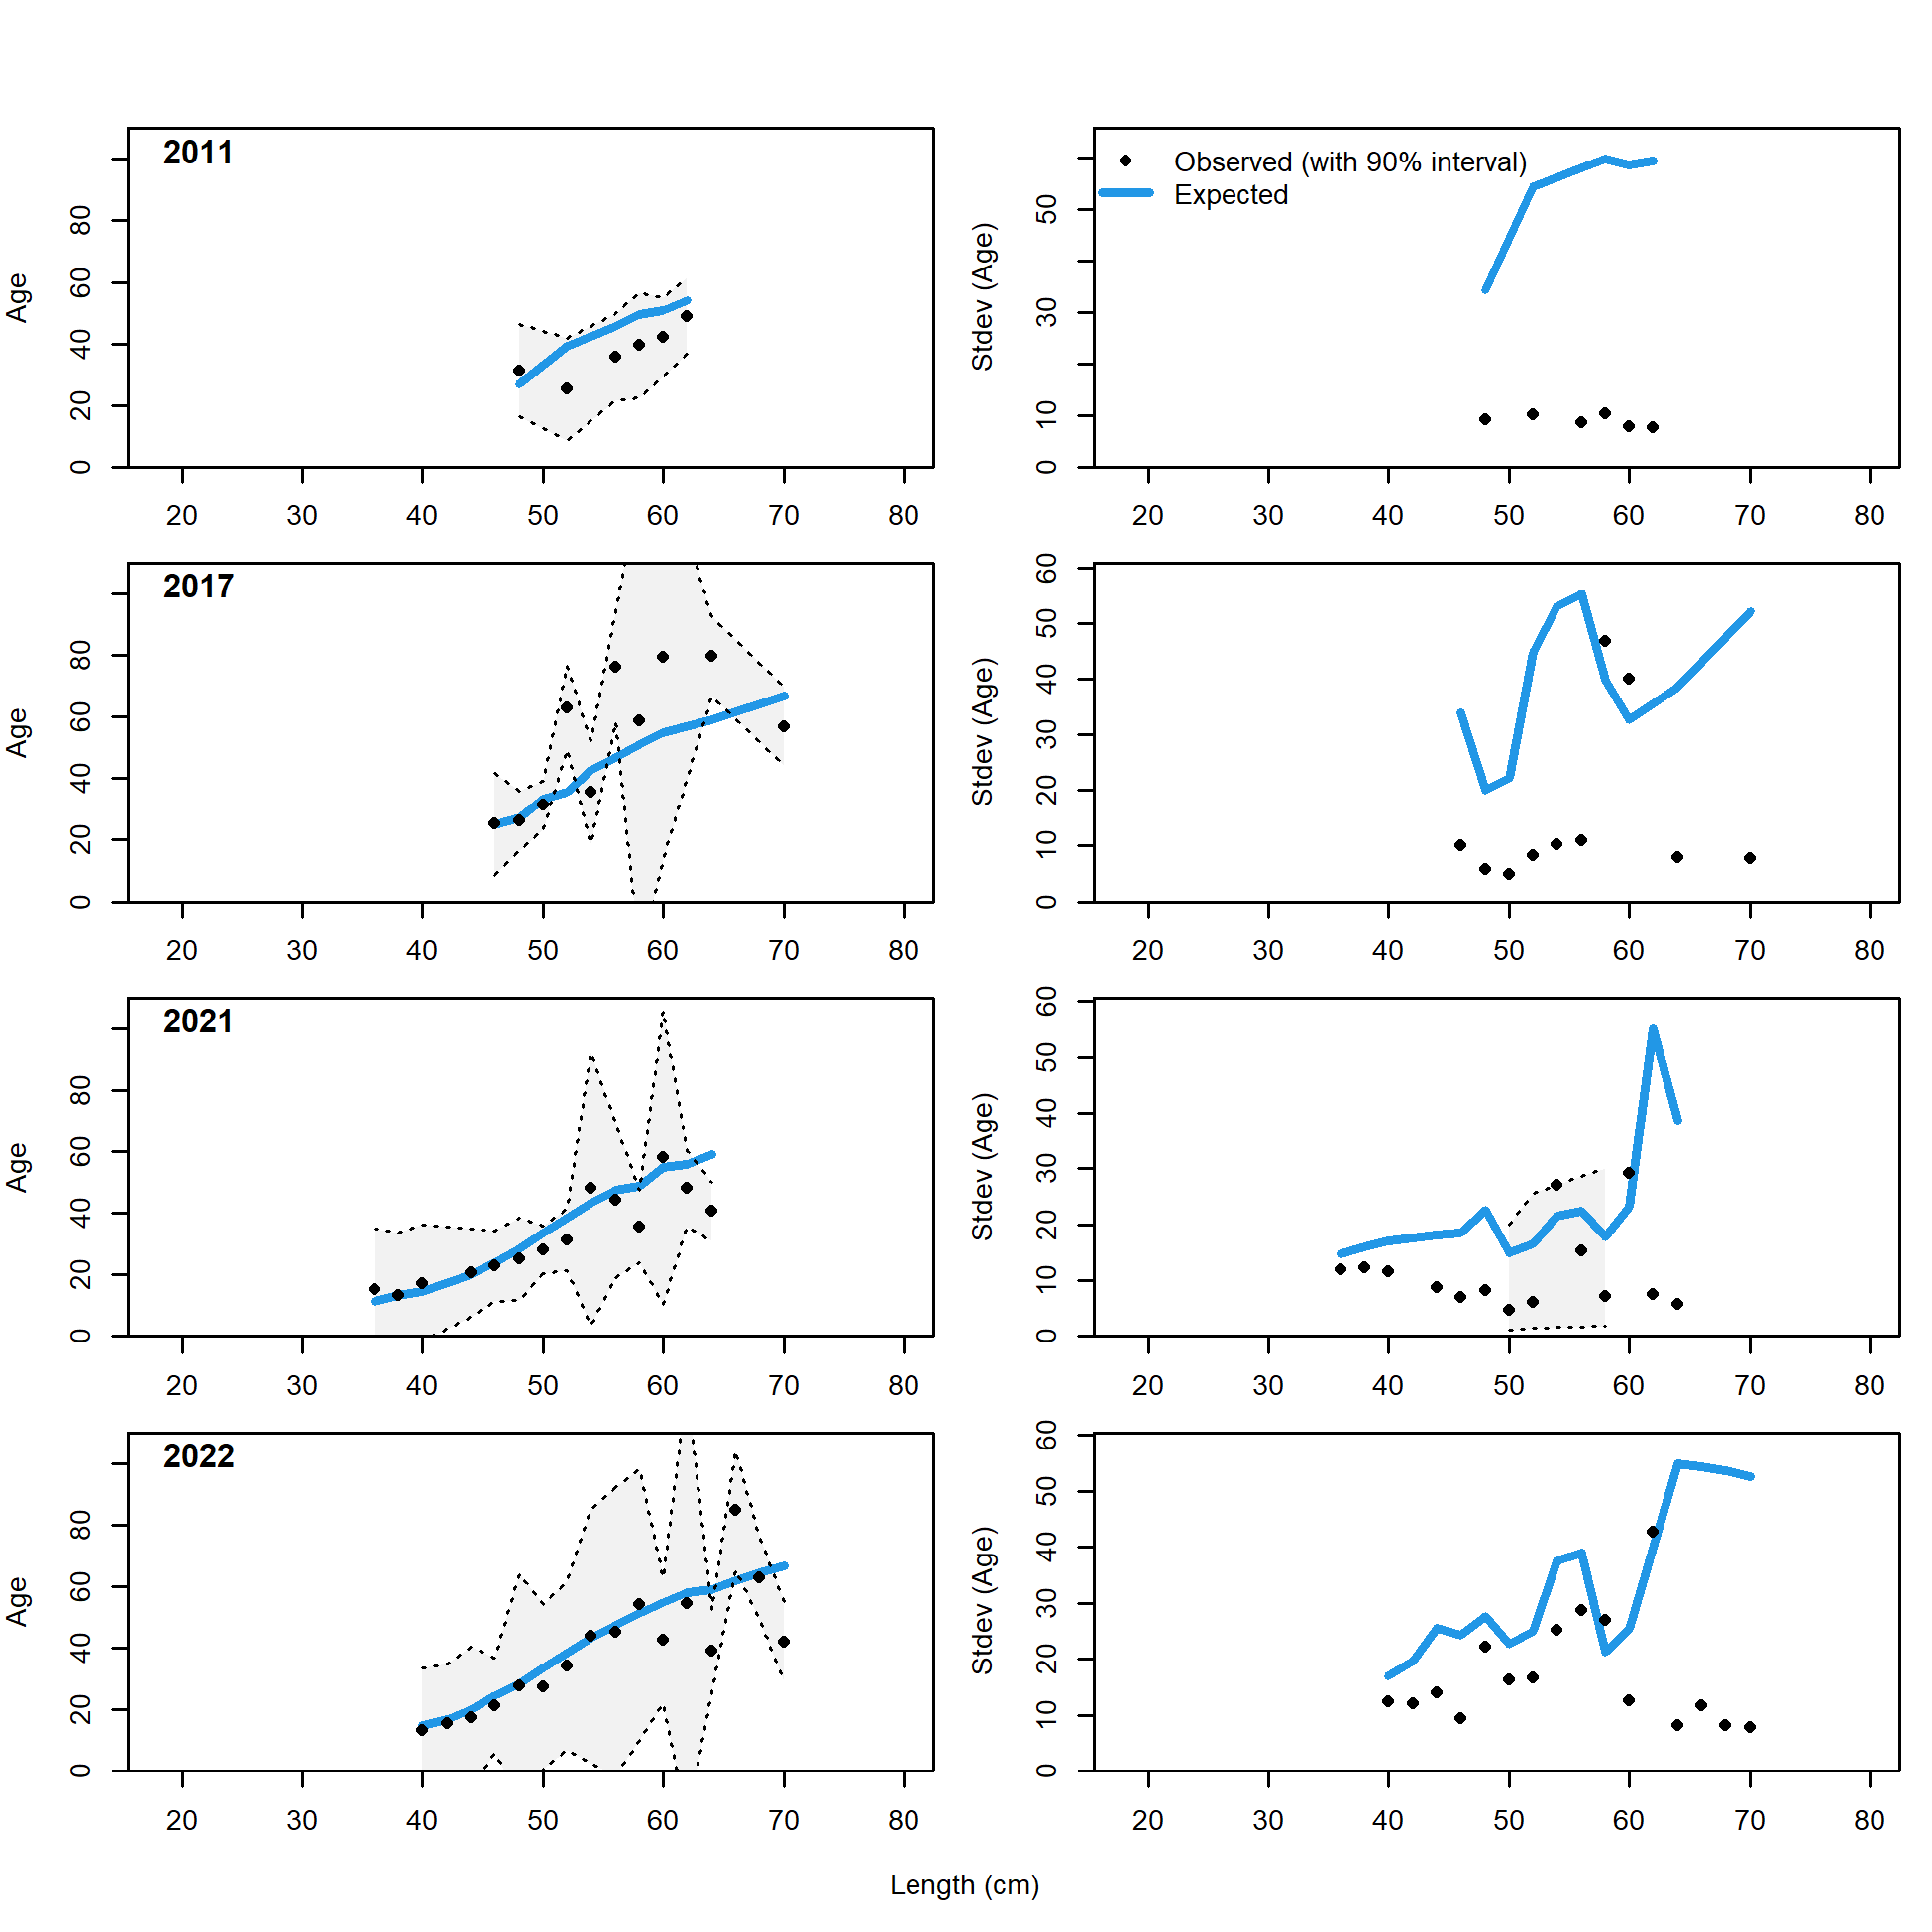 2011
Age
0 20 40 60 80
20 30 40 50 60 70 80
Observed (with 90% interval)
Expected
Stdev (Age)
0 10 30 50
20 30 40 50 60 70 80
2017
Age
0 20 40 60 80
20 30 40 50 60 70 80
Stdev (Age)
0 10 20 30 40 50 60
20 30 40 50 60 70 80
2021
Age
0 20 40 60 80
20 30 40 50 60 70 80
Stdev (Age)
0 10 20 30 40 50 60
20 30 40 50 60 70 80
2022
Age
0 20 40 60 80
20 30 40 50 60 70 80
Stdev (Age)
0 10 20 30 40 50 60
20 30 40 50 60 70 80
Length (cm)